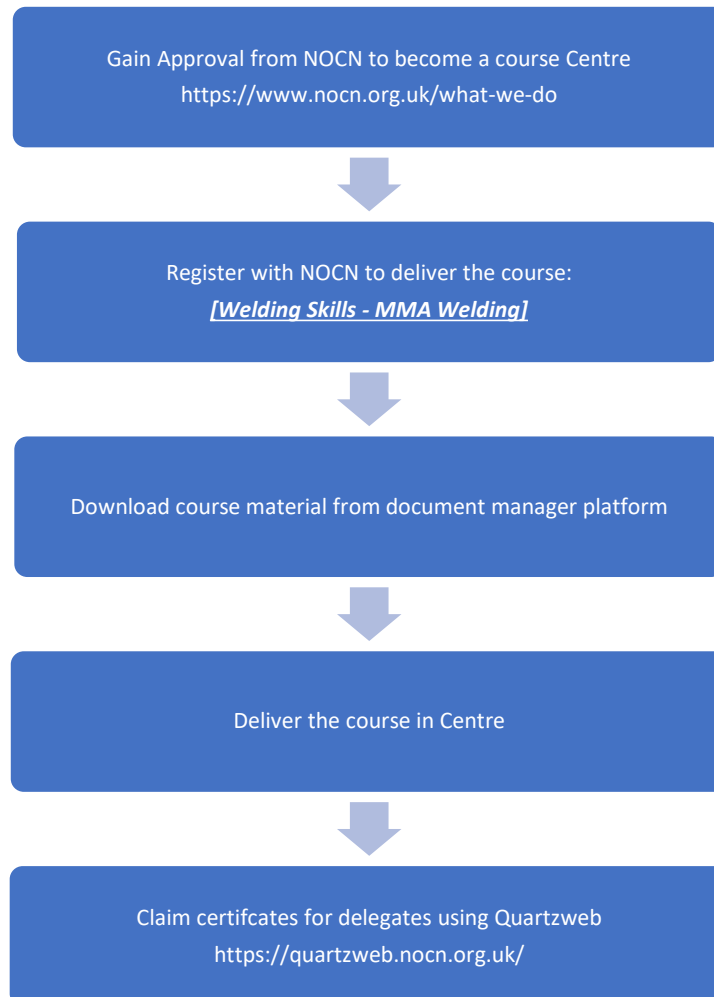 Gain Approval from NOCN to become a course Centre
https://www.nocn.org.uk/what-we-do
Register with NOCN to deliver the course:
[Welding Skills - MMA Welding]
Download course material from document manager platform
Deliver the course in Centre
Claim certifcates for delegates using Quartzweb
https://quartzweb.nocn.org.uk/